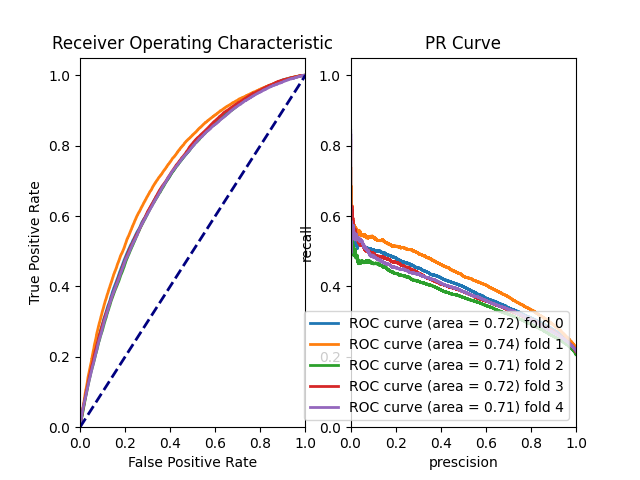 Receiver Operating Characteristic
True Positive Rate
1.0
0.8
0.6
0.4
0.2
0.0
0.0 0.2 0.4 0.6 0.8 1.0
False Positive Rate
PR Curve
recall
1.0
0.8
0.6
0.4
0.2
0.0
0.0 0.2 0.4 0.6 0.8 1.0
prescision
ROC curve (area = 0.72) fold 0
ROC curve (area = 0.74) fold 1
ROC curve (area = 0.71) fold 2
ROC curve (area = 0.72) fold 3
ROC curve (area = 0.71) fold 4